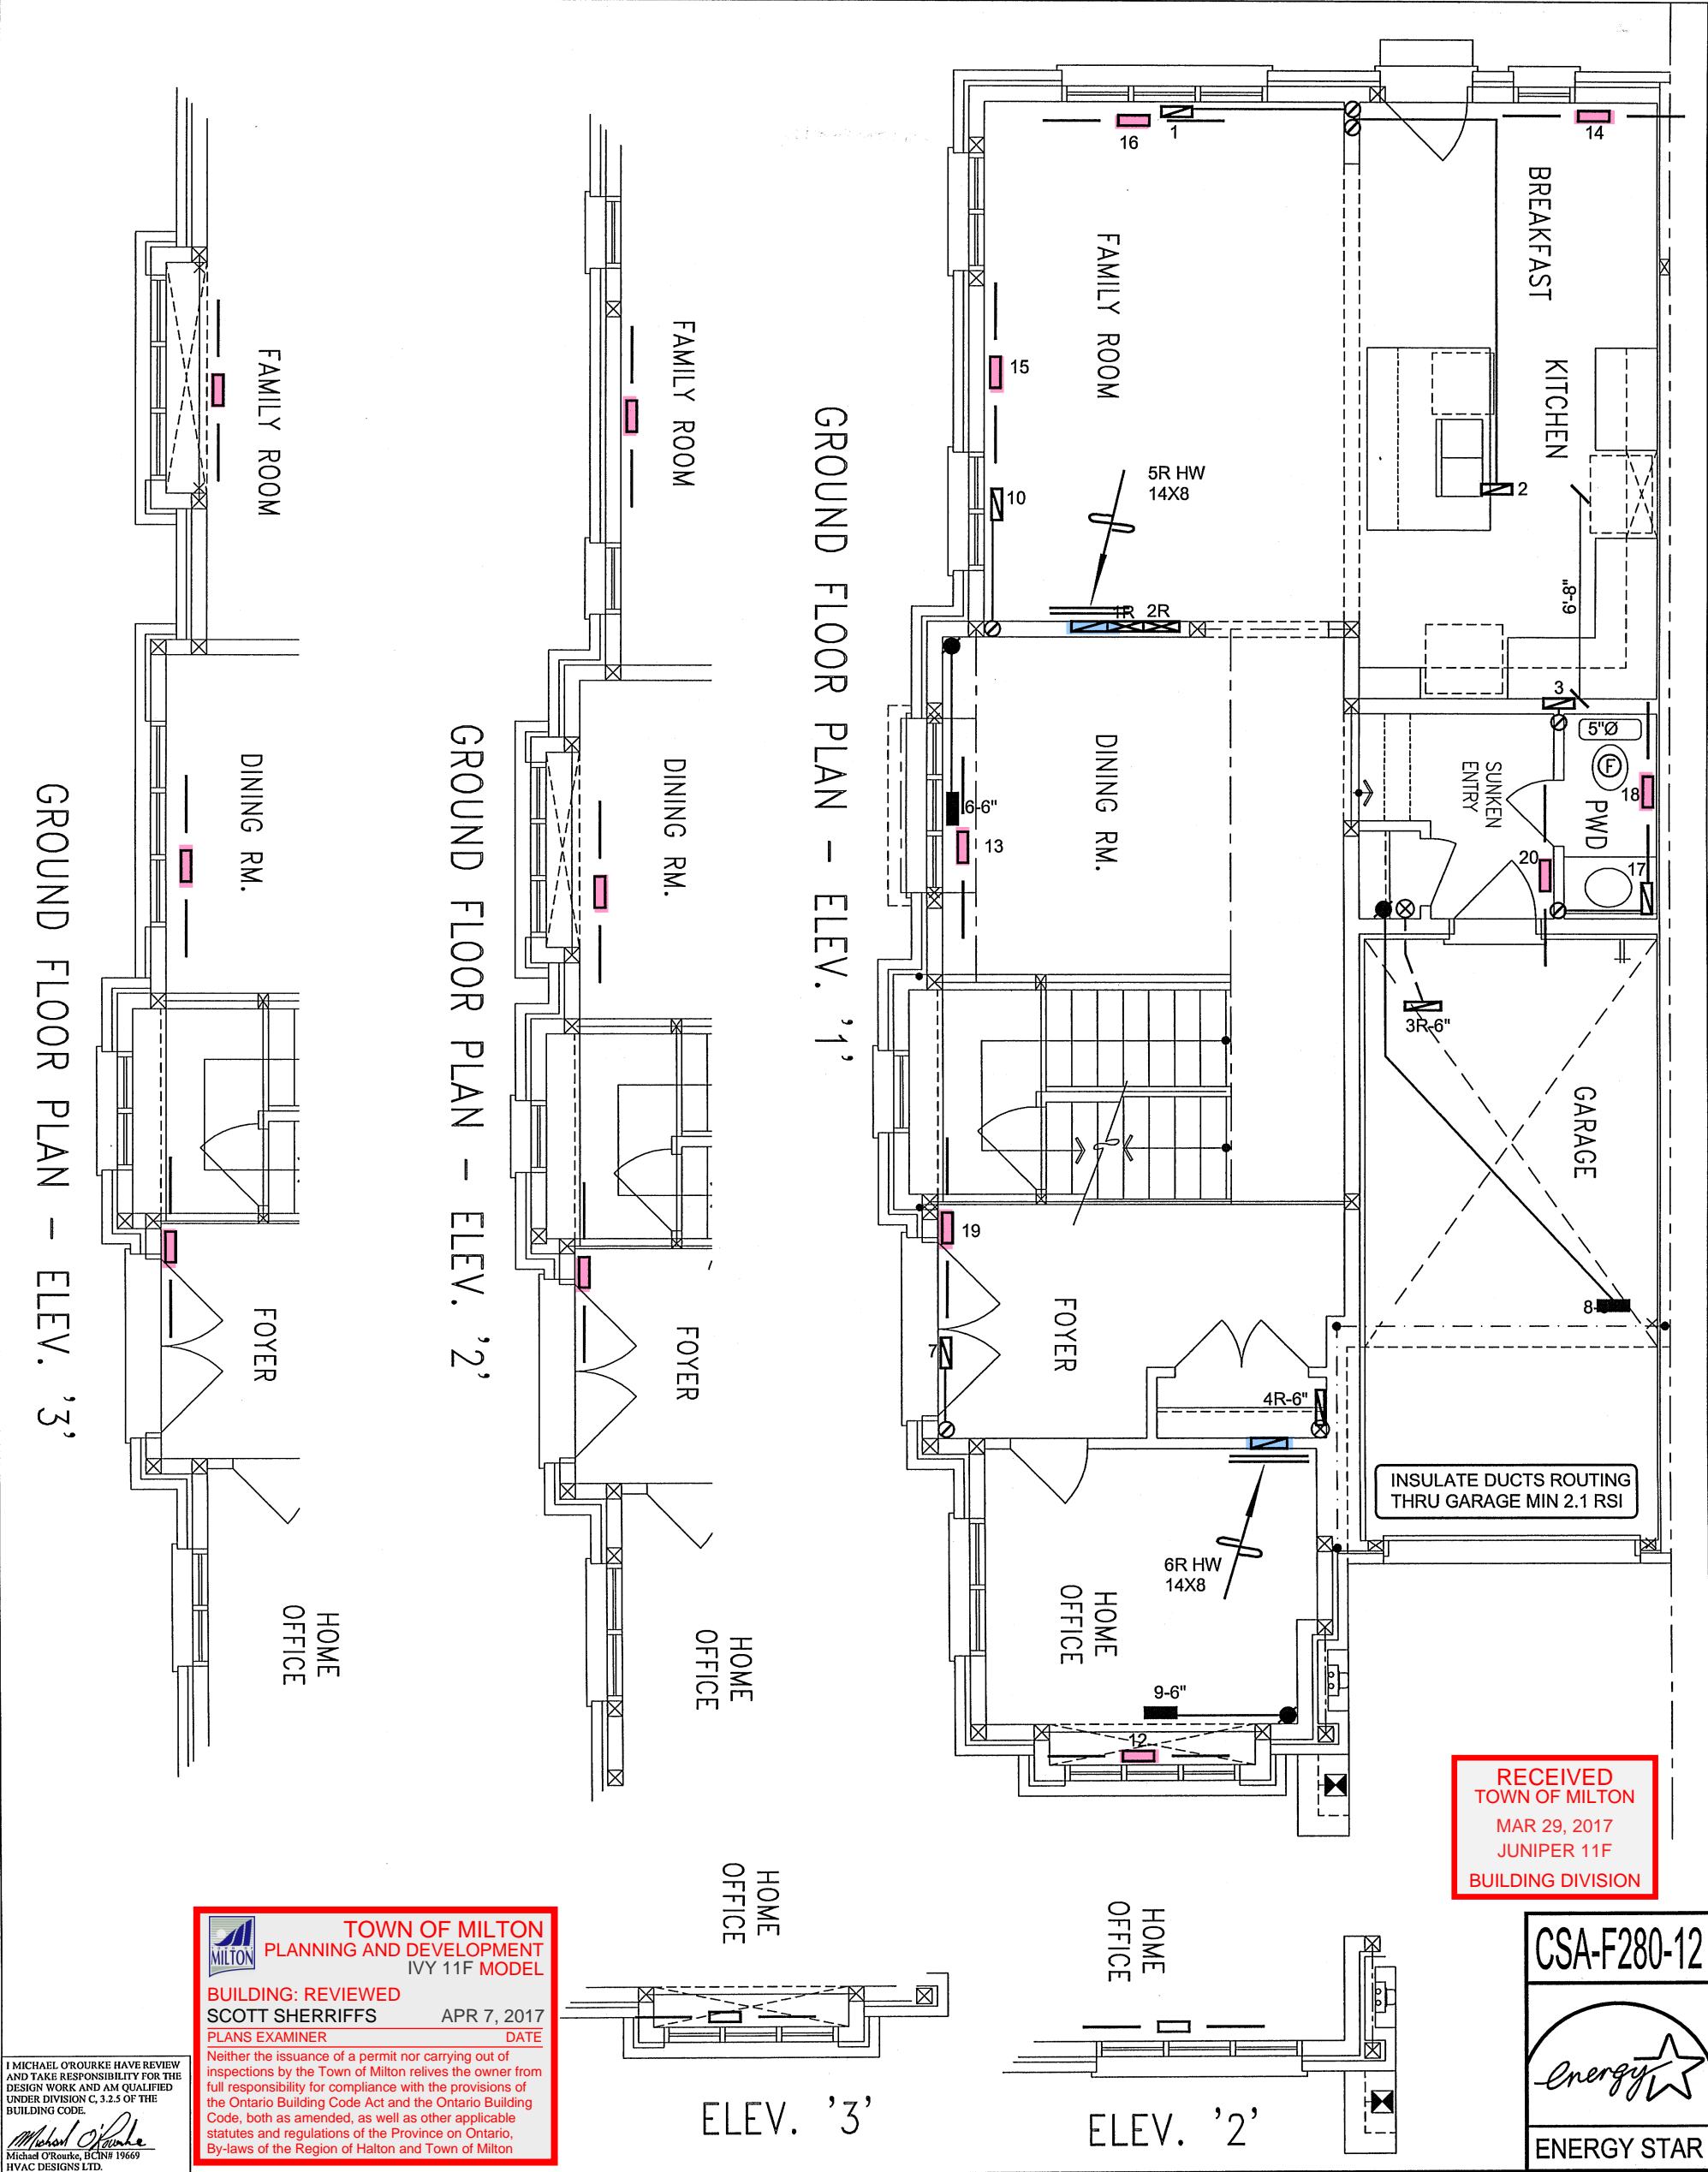 16
1
14
BREAKFAST
KITCHEN
FAMILY ROOM
15
10
5R HW
14X8
2
6'-8"
1R 2R
3
5"Ø
F
18
PWD
SUNKEN
ENTRY
20
17
DINING RM.
6-6"
13
3R-6"
GARAGE
8-
19
FOYER
7
4R-6"
INSULATE DUCTS ROUTING
THRU GARAGE MIN 2.1 RSI
6R HW
14X8
HOME
OFFICE
9-6"
12
GROUND FLOOR PLAN - ELEV. '1'
FAMILY ROOM
DINING RM.
FOYER
HOME
OFFICE
GROUND FLOOR PLAN - ELEV. '2'
FAMILY ROOM
DINING RM.
FOYER
HOME
OFFICE
GROUND FLOOR PLAN - ELEV. '3'
HOME
OFFICE
ELEV. '3'
HOME
OFFICE
ELEV. '2'
RECEIVED
TOWN OF MILTON
MAR 29, 2017
JUNIPER 11F
BUILDING DIVISION
TOWN OF
MILTON
TOWN OF MILTON
PLANNING AND DEVELOPMENT
IVY 11F MODEL
BUILDING: REVIEWED
SCOTT SHERRIFFS APR 7, 2017
PLANS EXAMINER DATE
Neither the issuance of a permit nor carrying out of
inspections by the Town of Milton relives the owner from
full responsibility for compliance with the provisions of
the Ontario Building Code Act and the Ontario Building
Code, both as amended, as well as other applicable
statutes and regulations of the Province on Ontario,
By-laws of the Region of Halton and Town of Milton
I MICHAEL O'ROURKE HAVE REVIEW
AND TAKE RESPONSIBILITY FOR THE
DESIGN WORK AND AM QUALIFIED
UNDER DIVISION C, 3.2.5 OF THE
BUILDING CODE.
Michael O'Rourke
Michael O'Rourke, BCIN# 19669
HVAC DESIGNS LTD.
CSA-F280-12
energy
ENERGY STAR